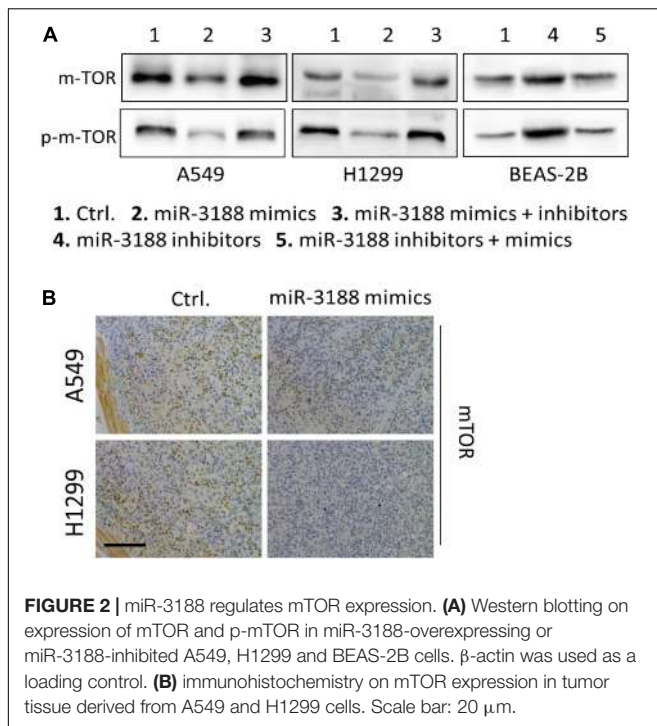 A
1 2 3 1 2 3 1 4 5
m-TOR
p-m-TOR
A549 H1299 BEAS-2B
1. Ctrl. 2. miR-3188 mimics 3. miR-3188 mimics + inhibitors
4. miR-3188 inhibitors 5. miR-3188 inhibitors + mimics
B
Ctrl. miR-3188 mimics
A549
H1299
mTOR
FIGURE 2 | miR-3188 regulates mTOR expression. (A) Western blotting on
expression of mTOR and p-mTOR in miR-3188-overexpressing or
miR-3188-inhibited A549, H1299 and BEAS-2B cells. β-actin was used as a
loading control. (B) immunohistochemistry on mTOR expression in tumor
tissue derived from A549 and H1299 cells. Scale bar: 20 μm.